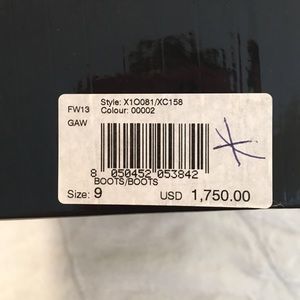 Style: X1O081/XC158
FW13 Colour: 00002
GAW
8 050452 053842
BOOTS/BOOTS
Size: 9 USD 1,750.00